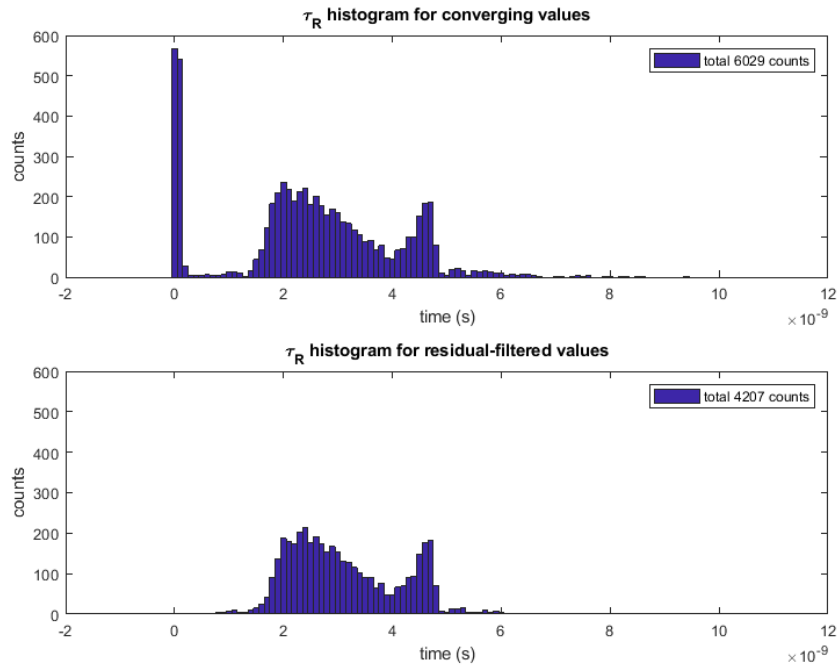 τR histogram for converging values
600
500
400
300
200
100
0
counts
total 6029 counts
-2 0 2 4 6 8 10 12
time (s)
×10-9
τR histogram for residual-filtered values
600
500
400
300
200
100
0
counts
total 4207 counts
-2 0 2 4 6 8 10 12
time (s)
×10-9